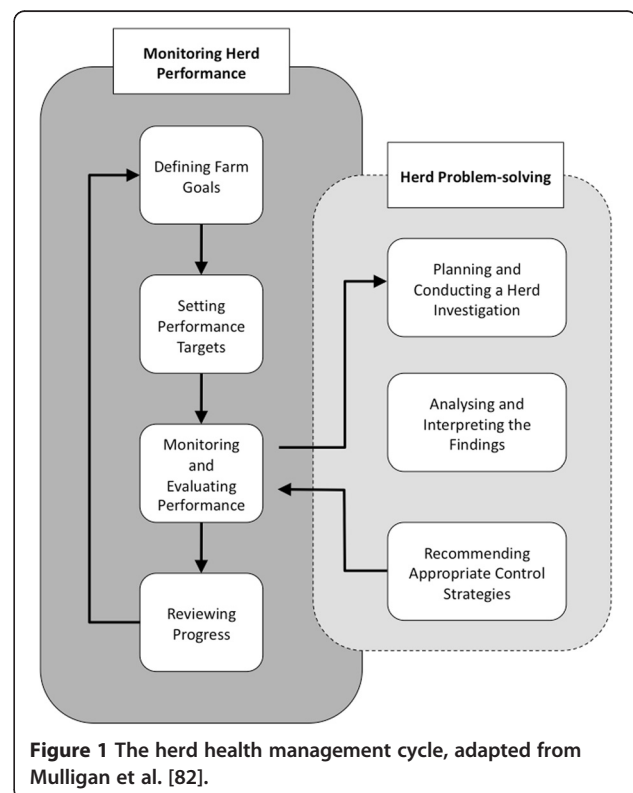 Monitoring Herd
Performance
Defining Farm
Goals
Setting
Performance
Targets
Monitoring
and
Evaluating
Performance
Reviewing
Progress
Herd Problem-solving
Planning and
Conducting a Herd
Investigation
Analysing and
Interpreting the
Findings
Recommending
Appropriate Control
Strategies
Figure 1 The herd health management cycle, adapted from
Mulligan et al. [82].